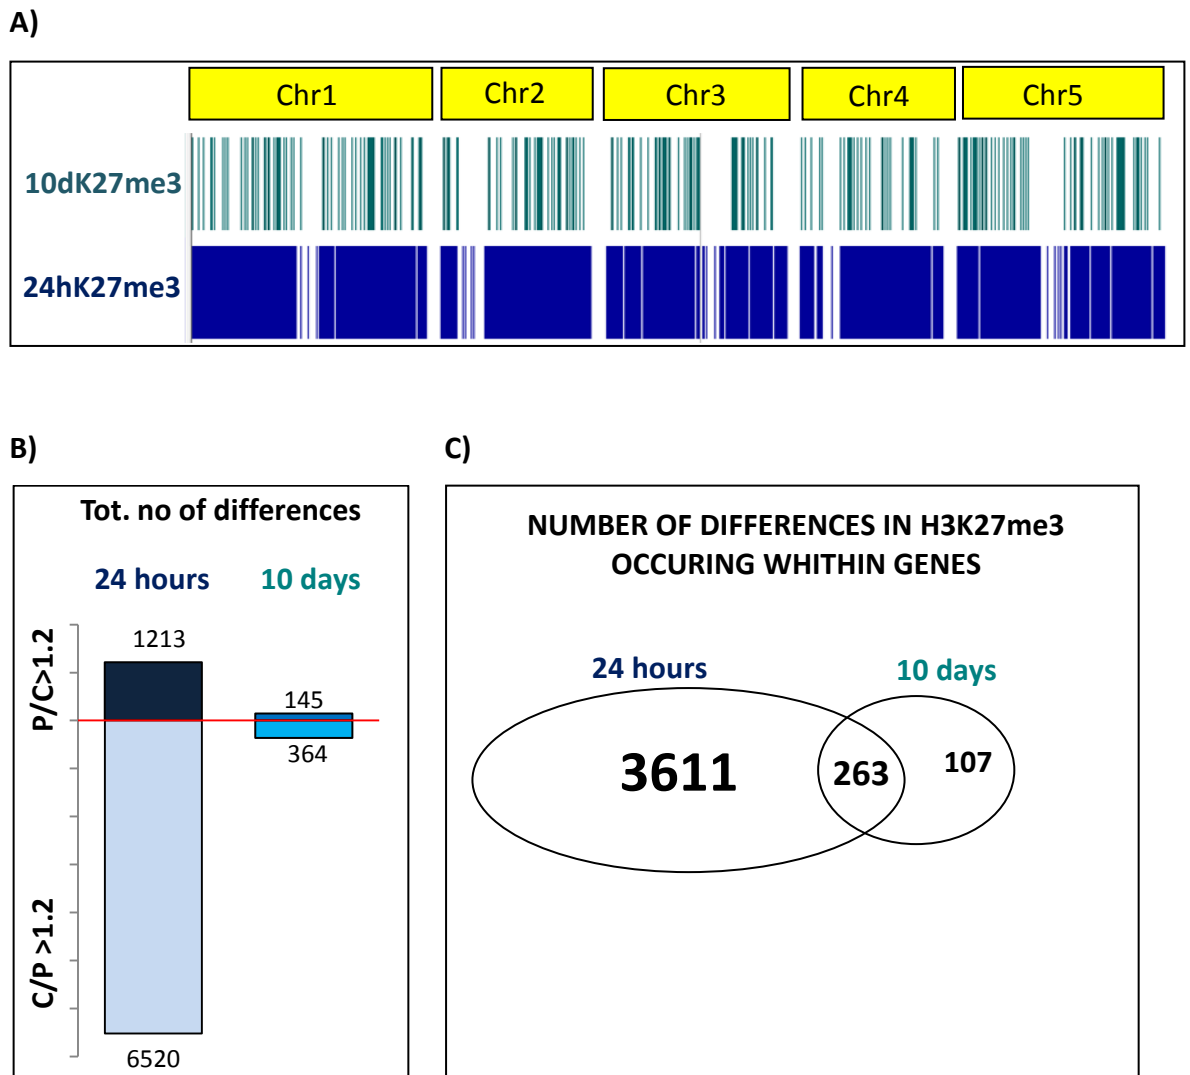 A)
Chr1 Chr2 Chr3 Chr4 Chr5
10dK27me3
24hK27me3
B)
Tot. no of differences
24 hours 10 days
P/C>1.2
C/P >1.2
1213
145
364
6520
C)
NUMBER OF DIFFERENCES IN H3K27me3
OCCURING WHITHIN GENES
24 hours 10 days
3611 263 107